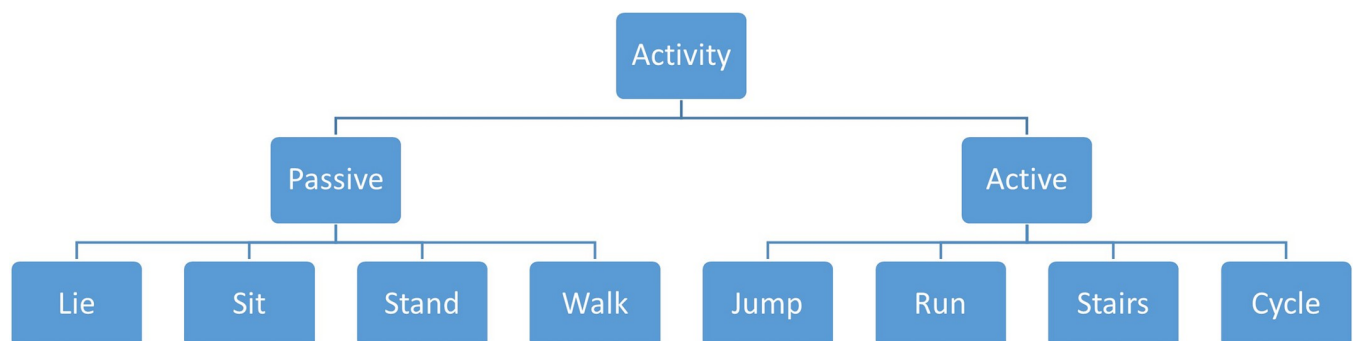 Activity
Passive
Active
Lie
Sit
Stand
Walk
Jump
Run
Stairs
Cycle